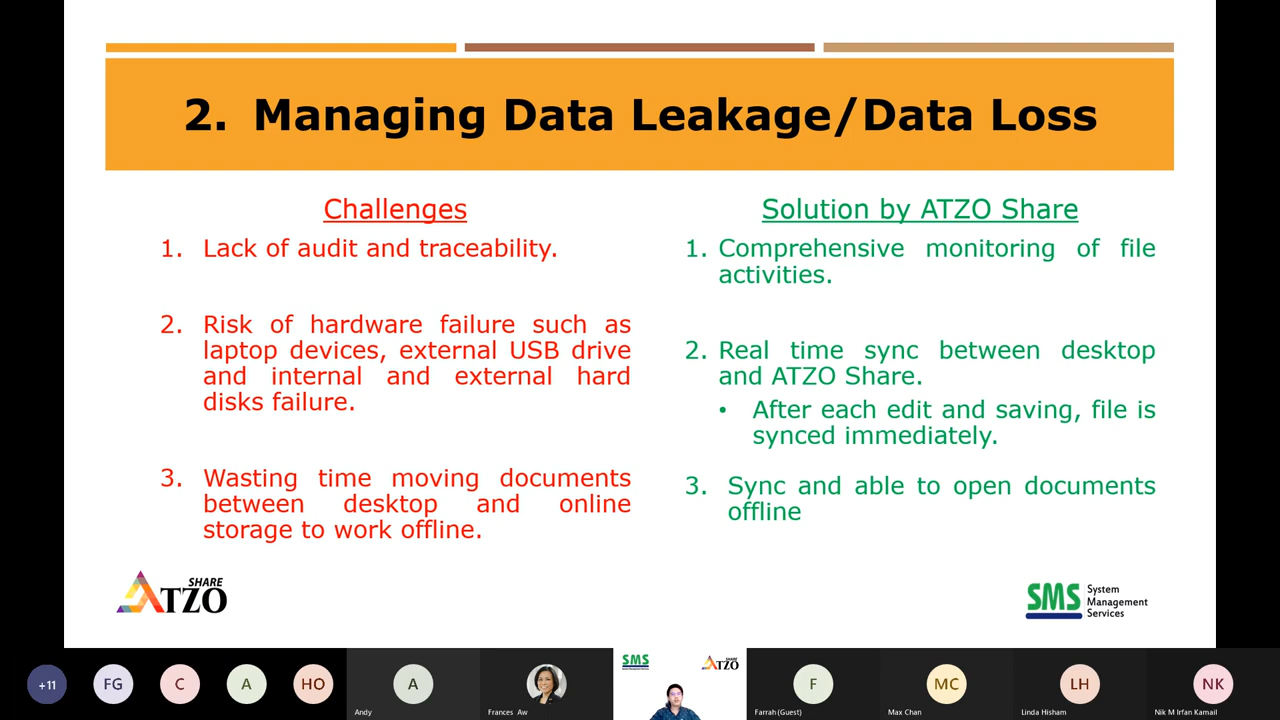 2. Managing Data Leakage/Data Loss
Challenges
1. Lack of audit and traceability.
2. Risk of hardware failure such as
laptop devices, external USB drive
and internal and external hard
disks failure.
3. Wasting time moving documents
between desktop and online
storage to work offline.
Solution by ATZO Share
1. Comprehensive monitoring of file
activities.
2. Real time sync between desktop
and ATZO Share.
• After each edit and saving, file is
synced immediately.
3. Sync and able to open documents
offline
SHARE
ATZO
SMS
System
Management
Services
+11
FG
C
A
HO
A
Andy
Frances Aw
SMS
ATZO
F
Farrah (Guest)
MC
Max Chan
LH
Linda Hisham
NK
Nik M Irfan Kamail